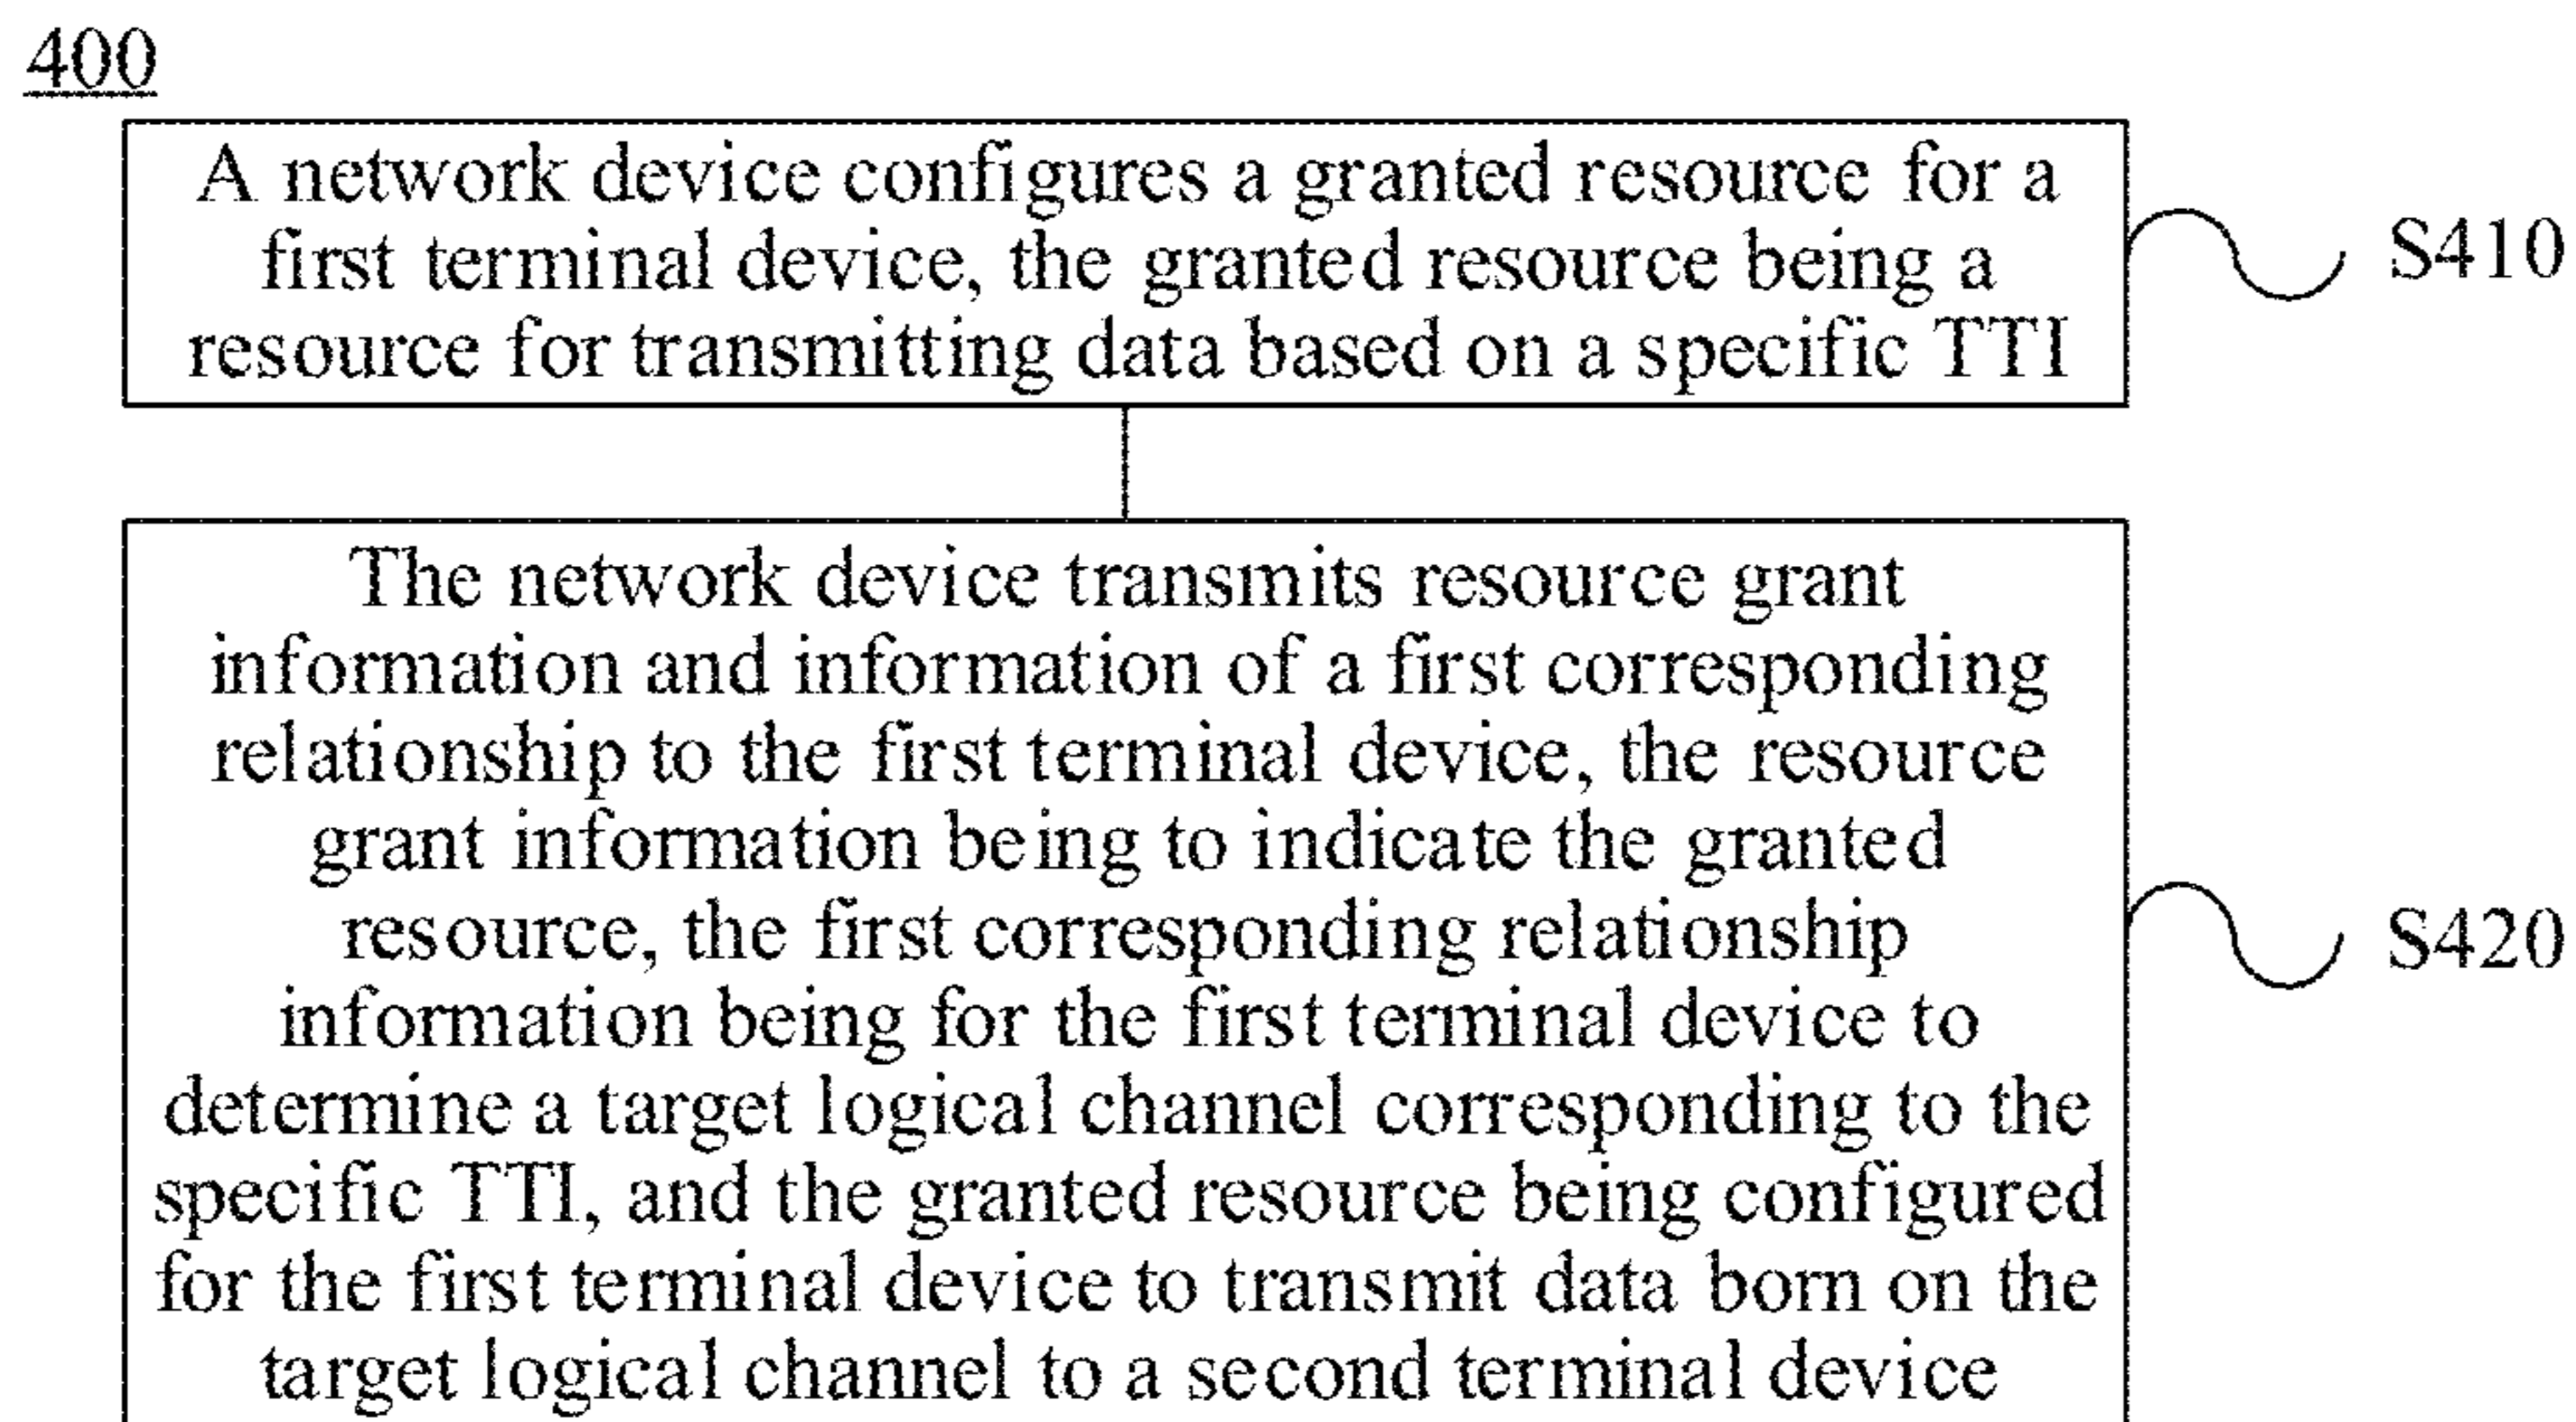 400
A network device configures a granted resource for a
first terminal device, the granted resource being a
resource for transmitting data based on a specific TTI
S410
The network device transmits resource grant
information and information of a first corresponding
relationship to the first terminal device, the resource
grant information being to indicate the granted
resource, the first corresponding relationship
information being for the first terminal device to
determine a target logical channel corresponding to the
specific TTI, and the granted resource being configured
for the first terminal device to transmit data born on the
target logical channel to a second terminal device
S420